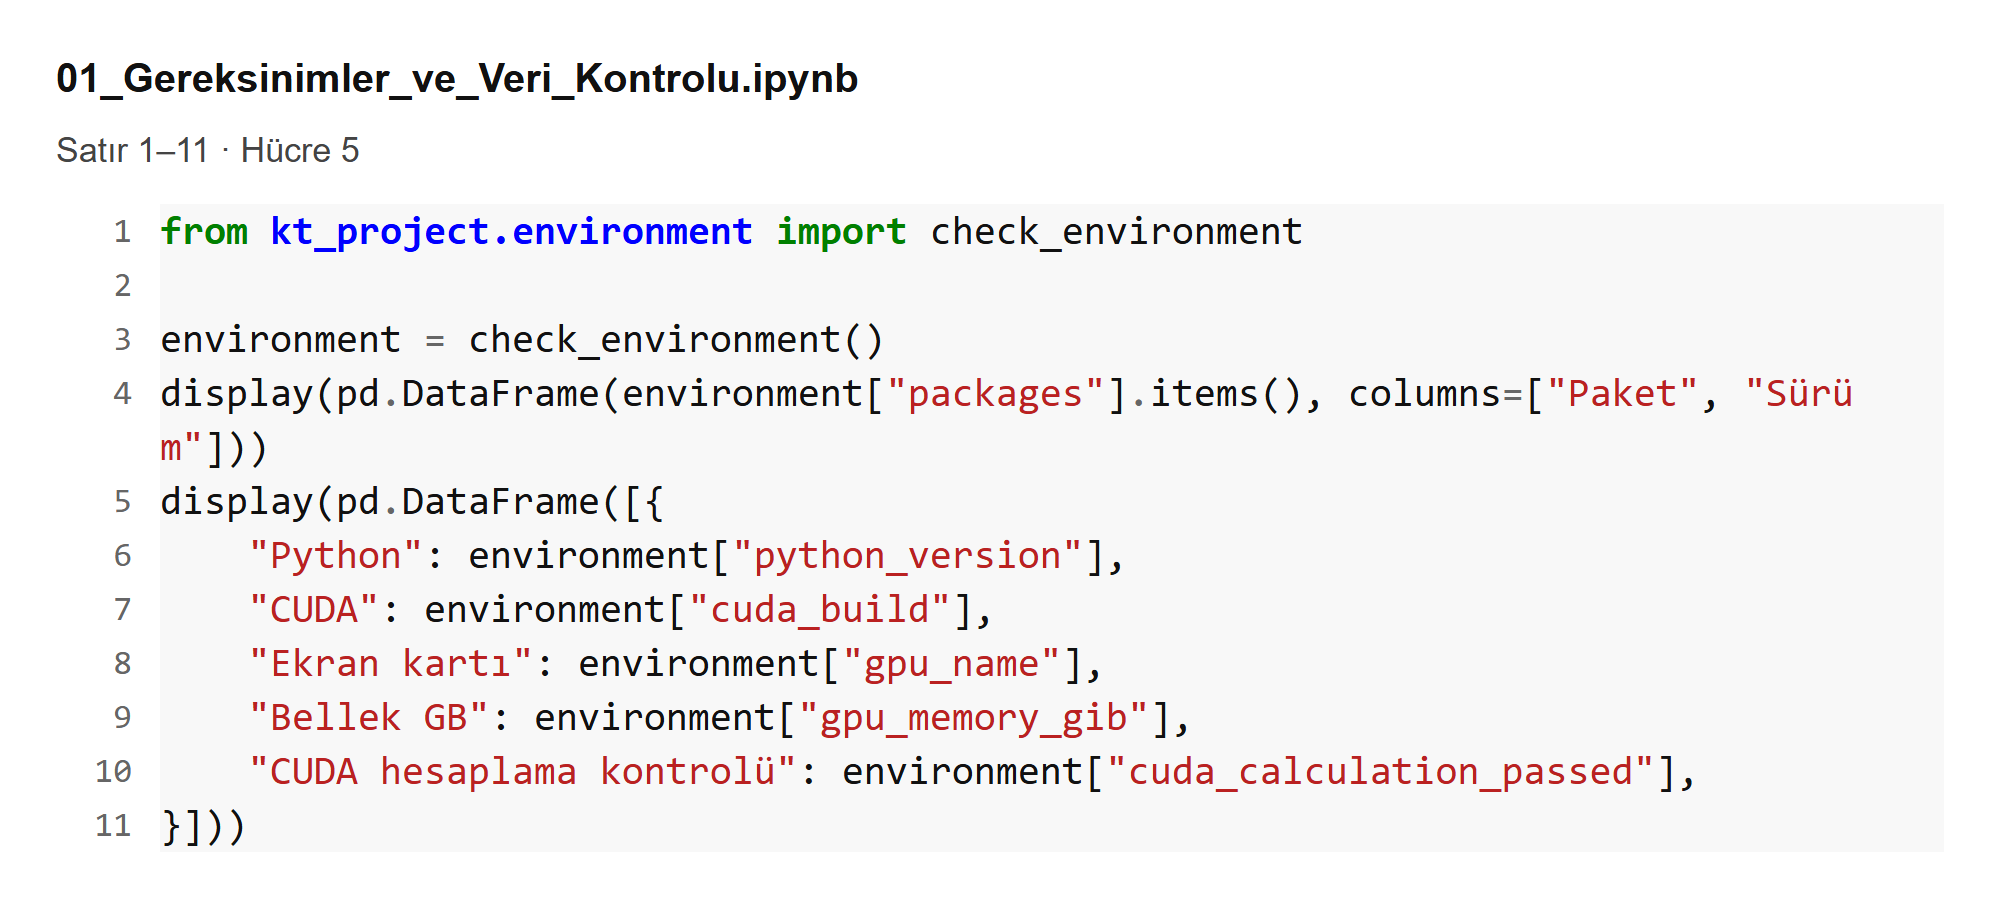 01_Gereksinimler_ve_Veri_Kontrolu.ipynb
Satır 1–11 · Hücre 5
1 from kt_project.environment import check_environment
2
3 environment = check_environment()
4 display(pd.DataFrame(environment["packages"].items(), columns=["Paket", "Sürü
m"]))
5 display(pd.DataFrame([{
6     "Python": environment["python_version"],
7     "CUDA": environment["cuda_build"],
8     "Ekran kartı": environment["gpu_name"],
9     "Bellek GB": environment["gpu_memory_gib"],
10     "CUDA hesaplama kontrolü": environment["cuda_calculation_passed"],
11 }]))